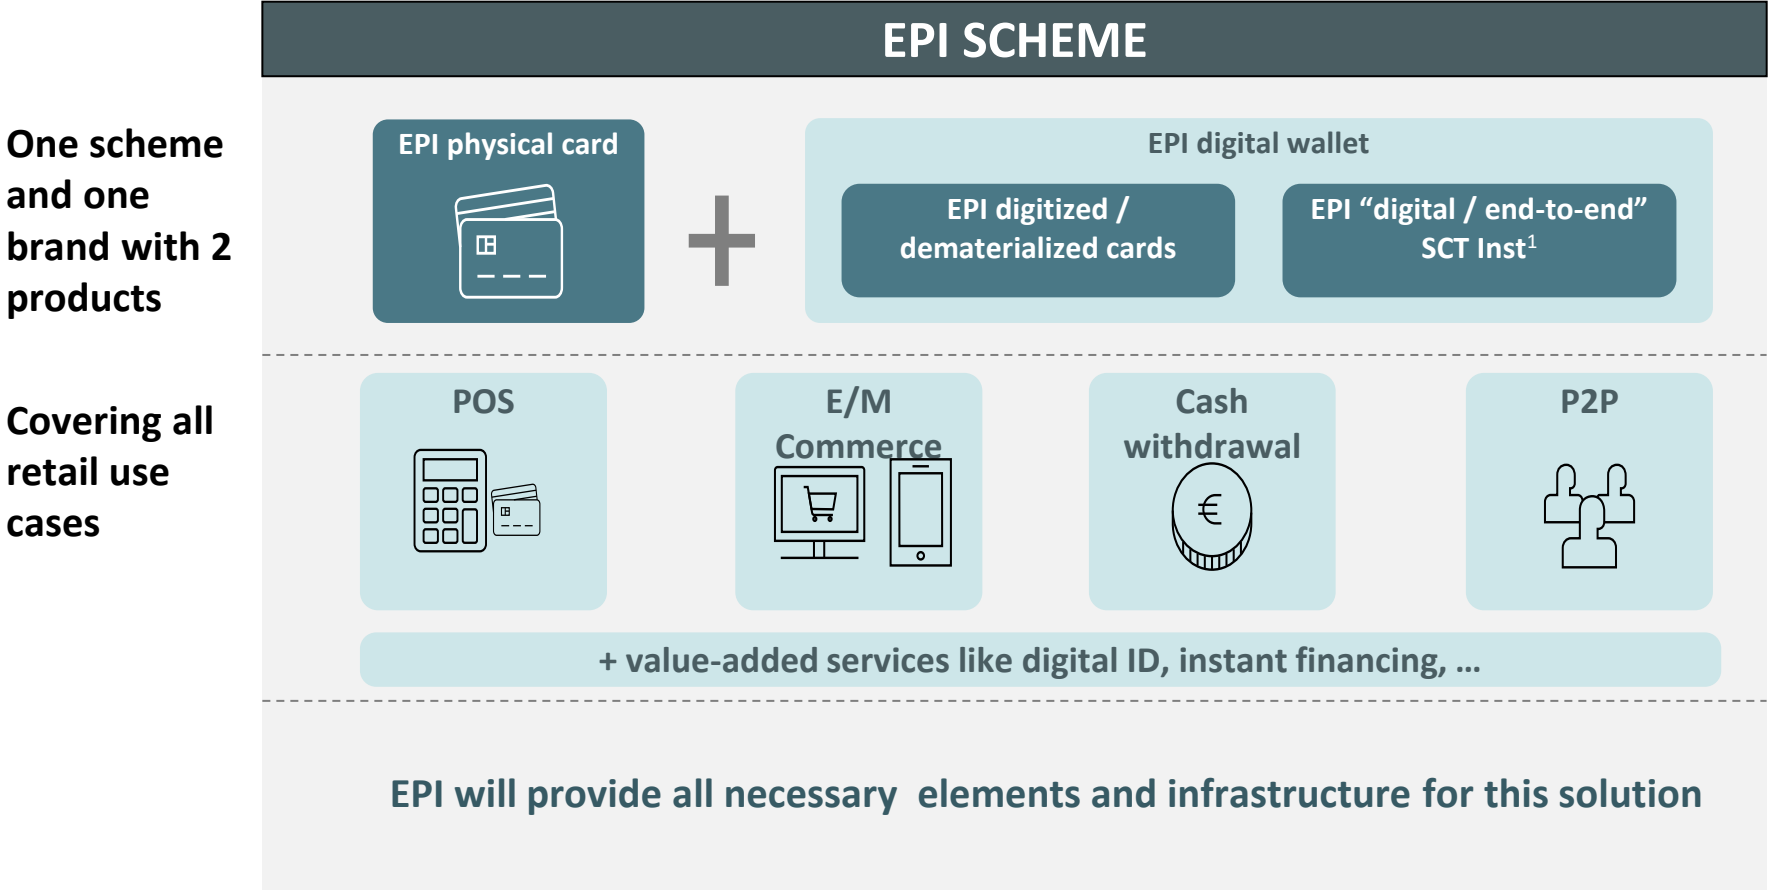 EPI SCHEME
One scheme
and one
brand with 2
products
EPI physical card
EPI digital wallet
EPI digitized /
dematerialized cards
EPI “digital / end-to-end”
SCT Inst¹
Covering all
retail use
cases
POS
E/M
Commerce
Cash
withdrawal
€
P2P
+ value-added services like digital ID, instant financing, ...
EPI will provide all necessary  elements and infrastructure for this solution